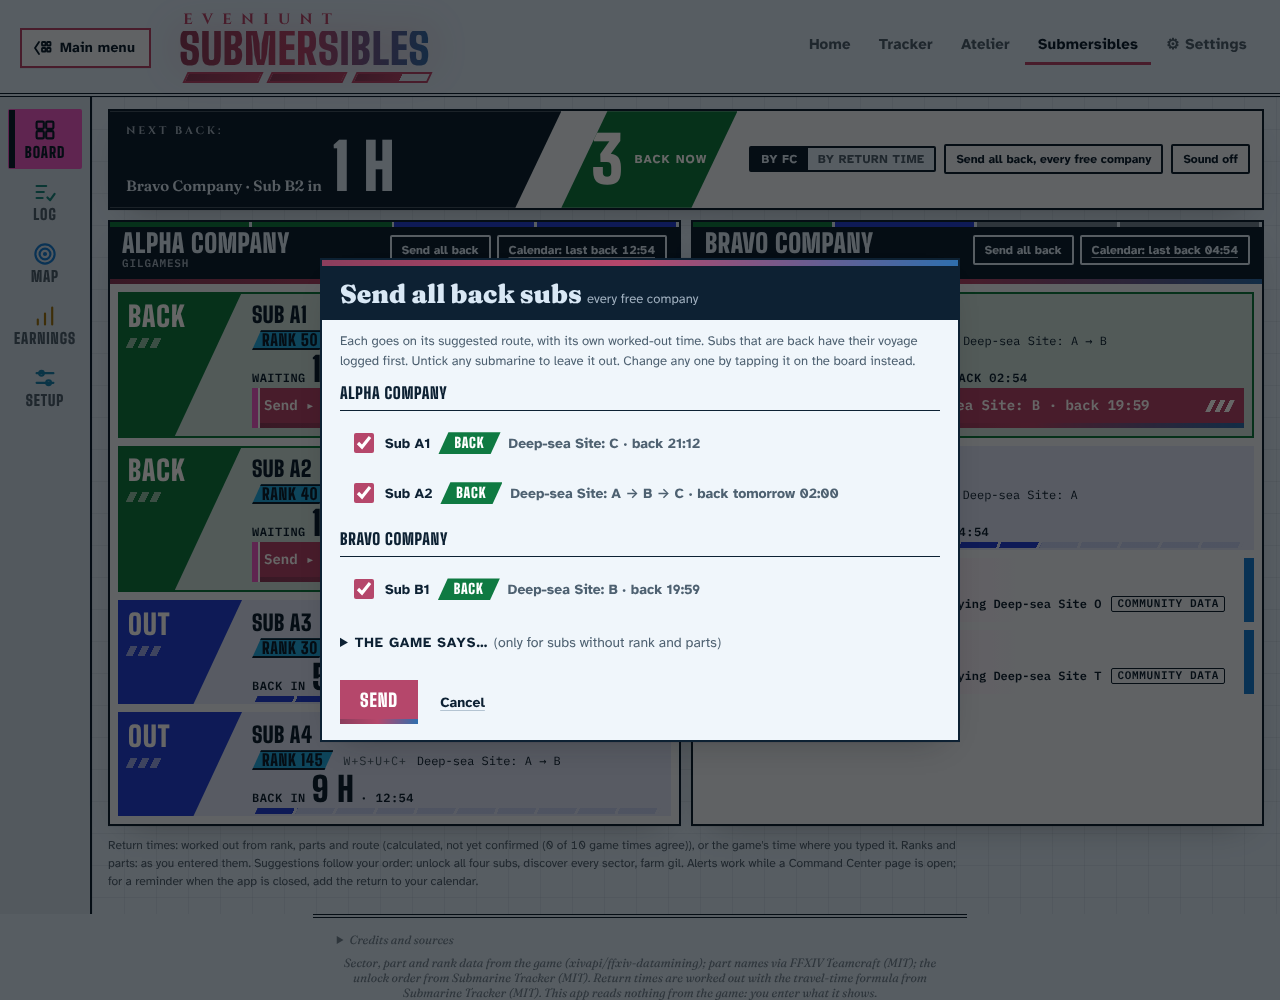 Main menu
EVENIUNT
SUBMERSIBLES
Home
Tracker
Atelier
Submersibles
⚙ Settings
BOARD
LOG
MAP
EARNINGS
SETUP
NEXT BACK:
Bravo Company · Sub B2 in 1 H
3 BACK NOW
BY FC
BY RETURN TIME
Send all back, every free company
Sound off
ALPHA COMPANY
GILGAMESH
Send all back
Calendar: last back 12:54
BRAVO COMPANY
Send all back
Calendar: last back 04:54
BACK
SUB A1
RANK 50
WAITING
Send ▸
BACK
SUB A2
RANK 40
WAITING
Send ▸
OUT
SUB A3
RANK 30
BACK IN
OUT
SUB A4
RANK 145
W+S+U+C+ Deep-sea Site: A → B
BACK IN 9 H · 12:54
Deep-sea Site: A → B
ACK 02:54
ea Site: B · back 19:59
Deep-sea Site: A
4:54
ying Deep-sea Site O
COMMUNITY DATA
ying Deep-sea Site T
COMMUNITY DATA
Send all back subs every free company
Each goes on its suggested route, with its own worked-out time. Subs that are back have their voyage
logged first. Untick any submarine to leave it out. Change any one by tapping it on the board instead.
ALPHA COMPANY
Sub A1 BACK Deep-sea Site: C · back 21:12
Sub A2 BACK Deep-sea Site: A → B → C · back tomorrow 02:00
BRAVO COMPANY
Sub B1 BACK Deep-sea Site: B · back 19:59
▶ THE GAME SAYS... (only for subs without rank and parts)
SEND
Cancel
Return times: worked out from rank, parts and route (calculated, not yet confirmed (0 of 10 game times agree)), or the game's time where you typed it. Ranks and
parts: as you entered them. Suggestions follow your order: unlock all four subs, discover every sector, farm gil. Alerts work while a Command Center page is open;
for a reminder when the app is closed, add the return to your calendar.
▶ Credits and sources
Sector, part and rank data from the game (xivapi/ffxiv-datamining); part names via FFXIV Teamcraft (MIT); the
unlock order from Submarine Tracker (MIT). Return times are worked out with the travel-time formula from
Submarine Tracker (MIT). This app reads nothing from the game: you enter what it shows.